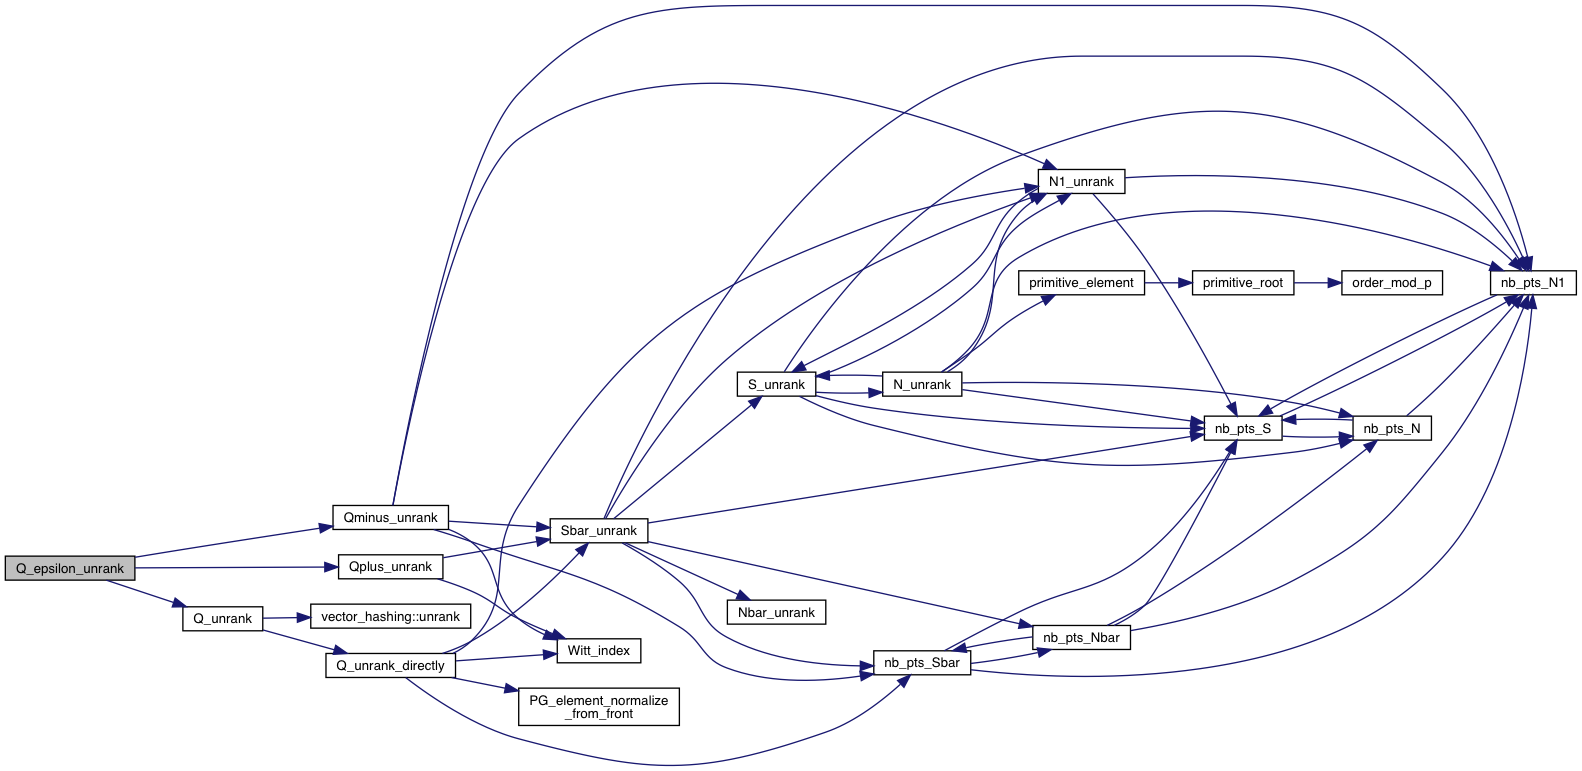 N1_unrank
primitive_element
primitive_root
order_mod_p
nb_pts_N1
S_unrank
N_unrank
nb_pts_S
nb_pts_N
Qminus_unrank
Sbar_unrank
Q_epsilon_unrank
Qplus_unrank
Q_unrank
vector_hashing::unrank
Nbar_unrank
nb_pts_Nbar
Q_unrank_directly
Witt_index
nb_pts_Sbar
PG_element_normalize
_from_front